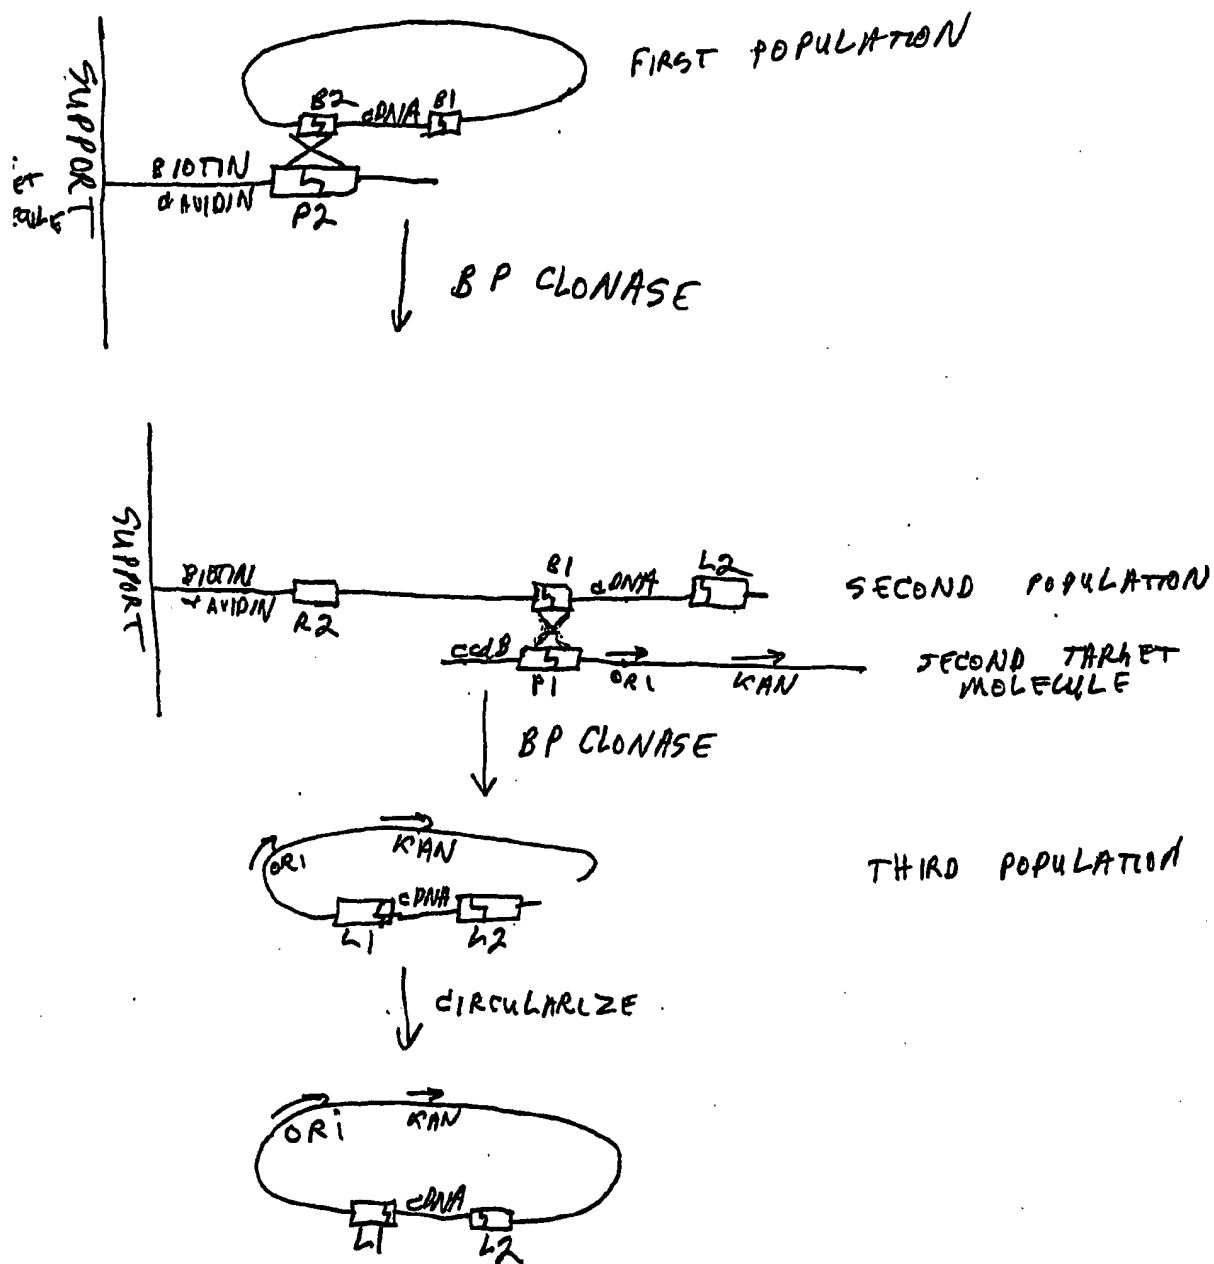 FIRST POPULATION
SUPPORT
B2 cDNA B1
BIOTIN
AVIDIN
P2
BP CLONASE
SUPPORT
BIOTIN
AVIDIN
R2
B1 cDNA L2
SECOND POPULATION
ccdB P1 ORI KAN
SECOND TARGET
MOLECULE
BP CLONASE
ORI KAN
THIRD POPULATION
cDNA
L1 L2
CIRCULARIZE
ORi KAN
cDNA
L1 L2